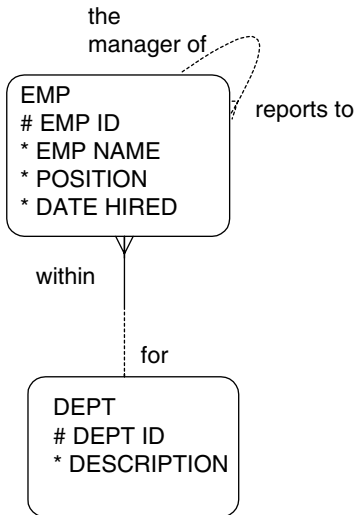 the
manager of
EMP
# EMP ID
* EMP NAME
* POSITION
* DATE HIRED
reports to
within
for
DEPT
# DEPT ID
* DESCRIPTION